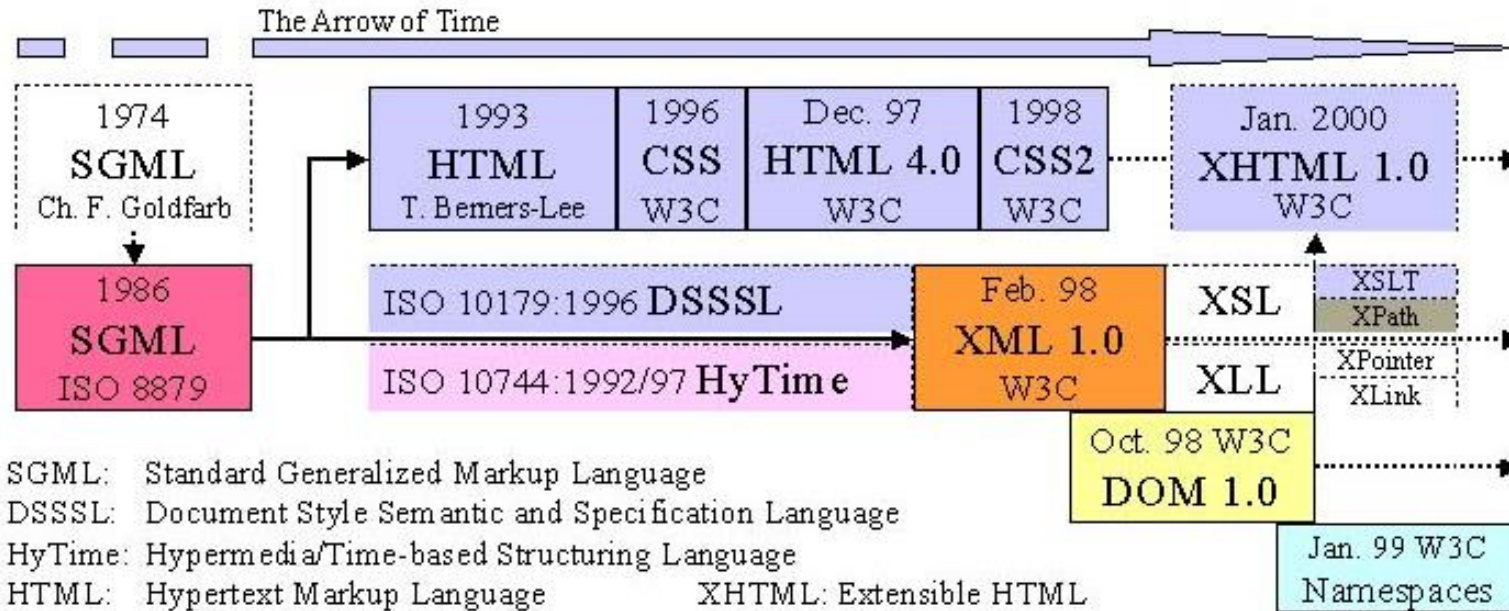 The Arrow of Time
1974
SGML
Ch. F. Goldfarb
1993
HTML
T. Berners-Lee
1996
CSS
W3C
Dec. 97
HTML 4.0
W3C
1998
CSS2
W3C
Jan. 2000
XHTML 1.0
W3C
1986
SGML
ISO 8879
ISO 10179:1996 DSSSL
ISO 10744:1992/97 HyTime
Feb. 98
XML 1.0
W3C
XSL
XLL
XSLT
XPath
XPointer
XLink
Oct. 98 W3C
DOM 1.0
Jan. 99 W3C
Namespaces
SGML: Standard Generalized Markup Language
DSSSL: Document Style Semantic and Specification Language
HyTime: Hypermedia/Time-based Structuring Language
HTML: Hypertext Markup Language XHTML: Extensible HTML